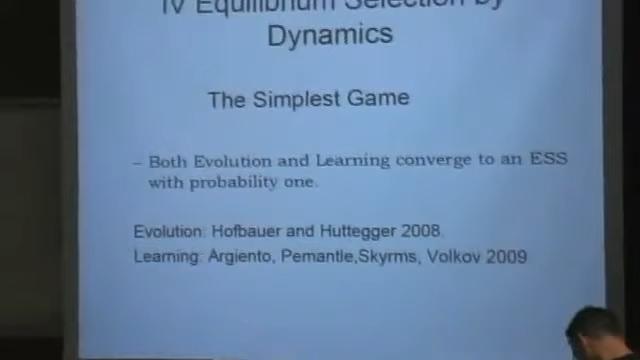 IV Equilibrium Selection by
Dynamics
The Simplest Game
– Both Evolution and Learning converge to an ESS
with probability one.
Evolution: Hofbauer and Huttegger 2008.
Learning: Argiento, Pemantle,Skyrms, Volkov 2009